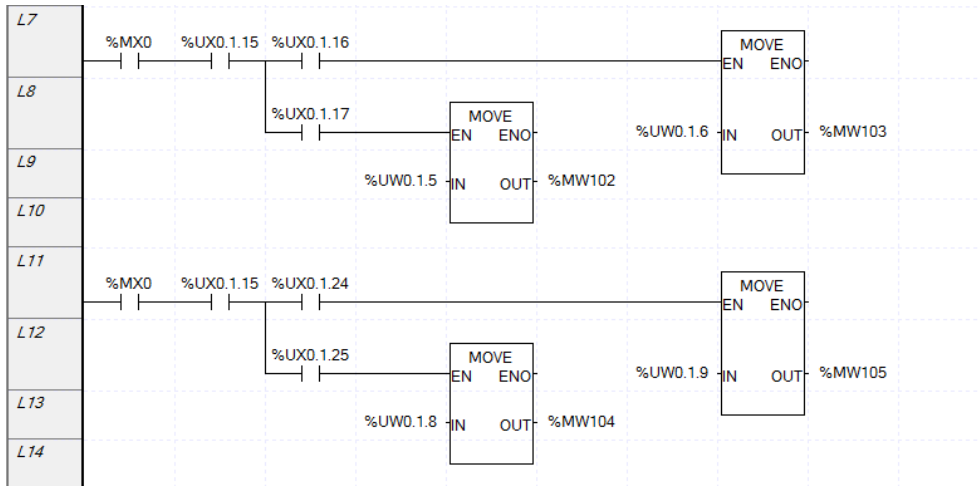 L7
%MX0 %UX0.1.15 %UX0.1.16 MOVE
EN ENO
L8
%UX0.1.17 MOVE %UW0.1.6 IN OUT %MW103
EN ENO
L9
%UW0.1.5 IN OUT %MW102
L10
L11
%MX0 %UX0.1.15 %UX0.1.24 MOVE
EN ENO
L12
%UX0.1.25 MOVE
EN ENO %UW0.1.9 IN OUT %MW105
L13
%UW0.1.8 IN OUT %MW104
L14